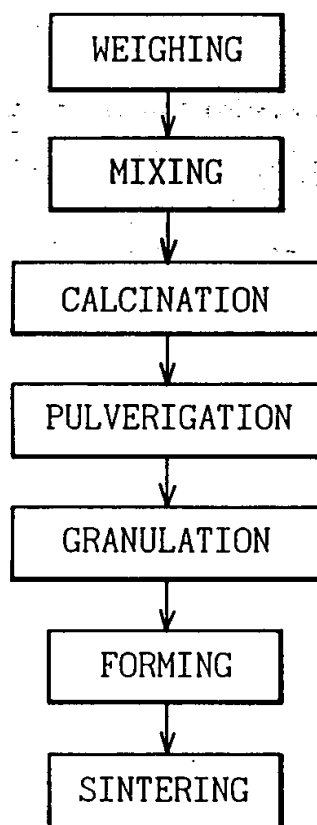 WEIGHING
MIXING
CALCINATION
PULVERIGATION
GRANULATION
FORMING
SINTERING